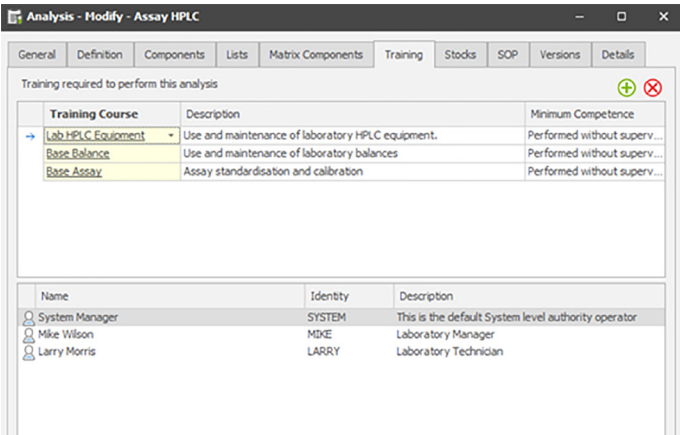 Analysis - Modify - Assay HPLC
General Definition Components Lists Matrix Components Training Stocks SOP Versions Details
Training required to perform this analysis
Training Course Description Minimum Competence
Lab HPLC Equipment Use and maintenance of laboratory HPLC equipment. Performed without superv...
Base Balance Use and maintenance of laboratory balances Performed without superv...
Base Assay Assay standardisation and calibration Performed without superv...
Name Identity Description
System Manager SYSTEM This is the default System level authority operator
Mike Wilson MIKE Laboratory Manager
Larry Morris LARRY Laboratory Technician